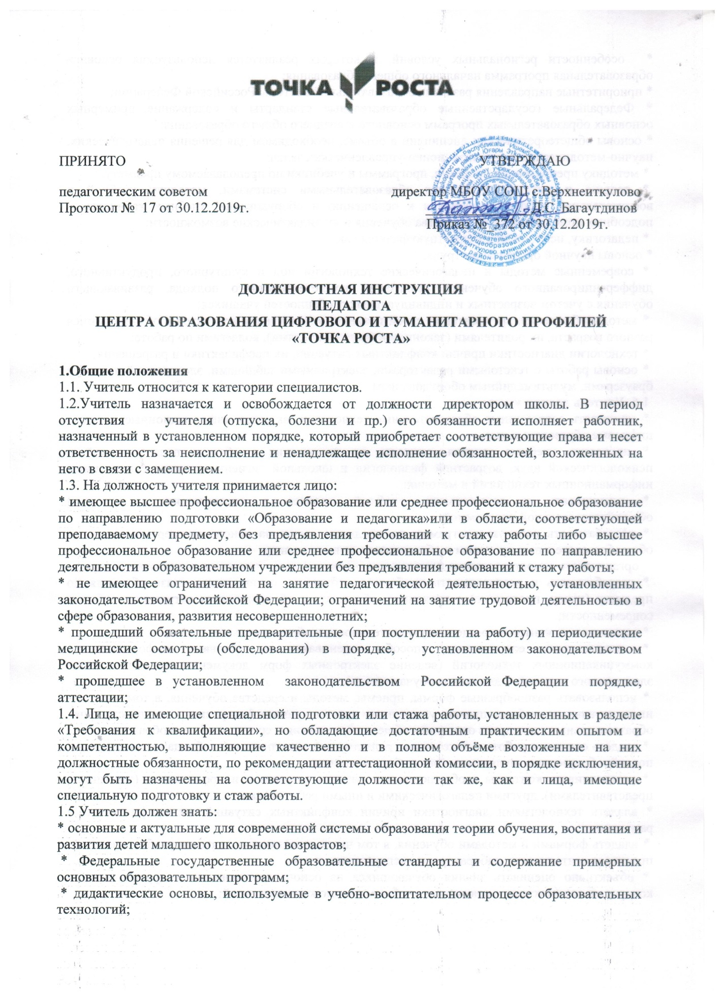 ТОЧКА РОСТА
ПРИНЯТО УТВЕРЖДАЮ
педагогическим советом директор МБОУ СОШ с.Верхнеиткулово
Протокол № 17 от 30.12.2019г. Д.С. Багаутдинов
Приказ № 372 от 30.12.2019г.
ДОЛЖНОСТНАЯ ИНСТРУКЦИЯ
ПЕДАГОГА
ЦЕНТРА ОБРАЗОВАНИЯ ЦИФРОВОГО И ГУМАНИТАРНОГО ПРОФИЛЕЙ
«ТОЧКА РОСТА»
1.Общие положения
1.1. Учитель относится к категории специалистов.
1.2.Учитель назначается и освобождается от должности директором школы. В период
отсутствия учителя (отпуска, болезни и пр.) его обязанности исполняет работник,
назначенный в установленном порядке, который приобретает соответствующие права и несет
ответственность за неисполнение и ненадлежащее исполнение обязанностей, возложенных на
него в связи с замещением.
1.3. На должность учителя принимается лицо:
* имеющее высшее профессиональное образование или среднее профессиональное образование
по направлению подготовки «Образование и педагогика»или в области, соответствующей
преподаваемому предмету, без предъявления требований к стажу работы либо высшее
профессиональное образование или среднее профессиональное образование по направлению
деятельности в образовательном учреждении без предъявления требований к стажу работы;
* не имеющее ограничений на занятие педагогической деятельностью, установленных
законодательством Российской Федерации; ограничений на занятие трудовой деятельностью в
сфере образования, развития несовершеннолетних;
* прошедший обязательные предварительные (при поступлении на работу) и периодические
медицинские осмотры (обследования) в порядке, установленном законодательством
Российской Федерации;
* прошедшее в установленном законодательством Российской Федерации порядке,
аттестации;
1.4. Лица, не имеющие специальной подготовки или стажа работы, установленных в разделе
«Требования к квалификации», но обладающие достаточным практическим опытом и
компетентностью, выполняющие качественно и в полном объёме возложенные на них
должностные обязанности, по рекомендации аттестационной комиссии, в порядке исключения,
могут быть назначены на соответствующие должности так же, как и лица, имеющие
специальную подготовку и стаж работы.
1.5 Учитель должен знать:
* основные и актуальные для современной системы образования теории обучения, воспитания и
развития детей младшего школьного возрастов;
* Федеральные государственные образовательные стандарты и содержание примерных
основных образовательных программ;
* дидактические основы, используемые в учебно-воспитательном процессе образовательных
технологий;